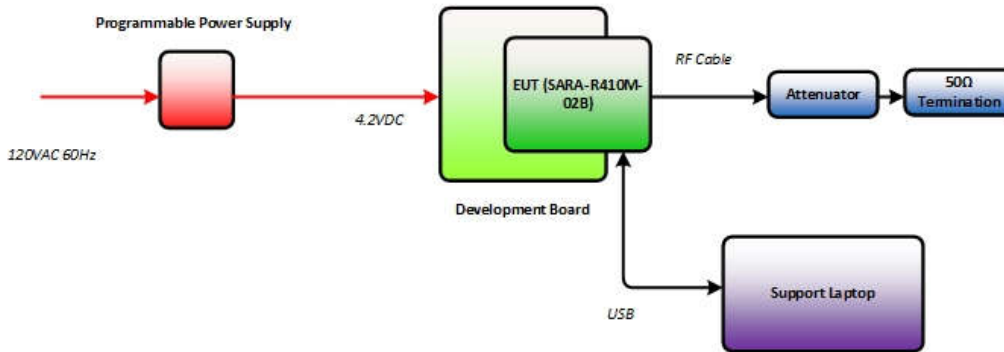 Programmable Power Supply
120VAC 60Hz
4.2VDC
EUT (SARA-R410M-
02B)
Development Board
RF Cable
Attenuator
50Ω
Termination
USB
Support Laptop